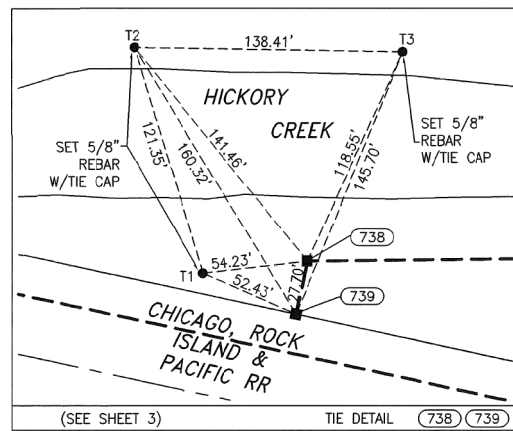 T2
138.41'
T3
HICKORY
CREEK
SET 5/8"
REBAR
W/TIE CAP
121.35'
160.32'
141.46'
118.55'
145.70'
SET 5/8"
REBAR
W/TIE CAP
T1
54.23'
52.43'
27.70'
738
739
CHICAGO, ROCK
ISLAND &
PACIFIC RR
(SEE SHEET 3)
TIE DETAIL 738 739